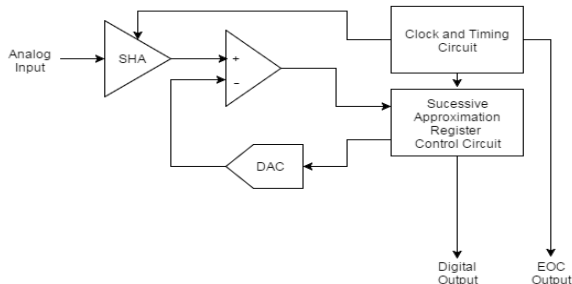 Analog
Input
SHA
+
−
Clock and Timing
Circuit
Sucessive
Approximation
Register
Control Circuit
DAC
Digital
Output
EOC
Output